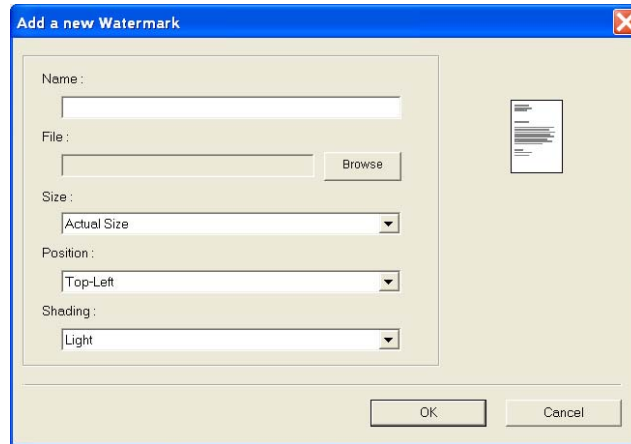 Add a new Watermark
Name :
File :
Browse
Size :
Actual Size
Position :
Top-Left
Shading :
Light
OK
Cancel